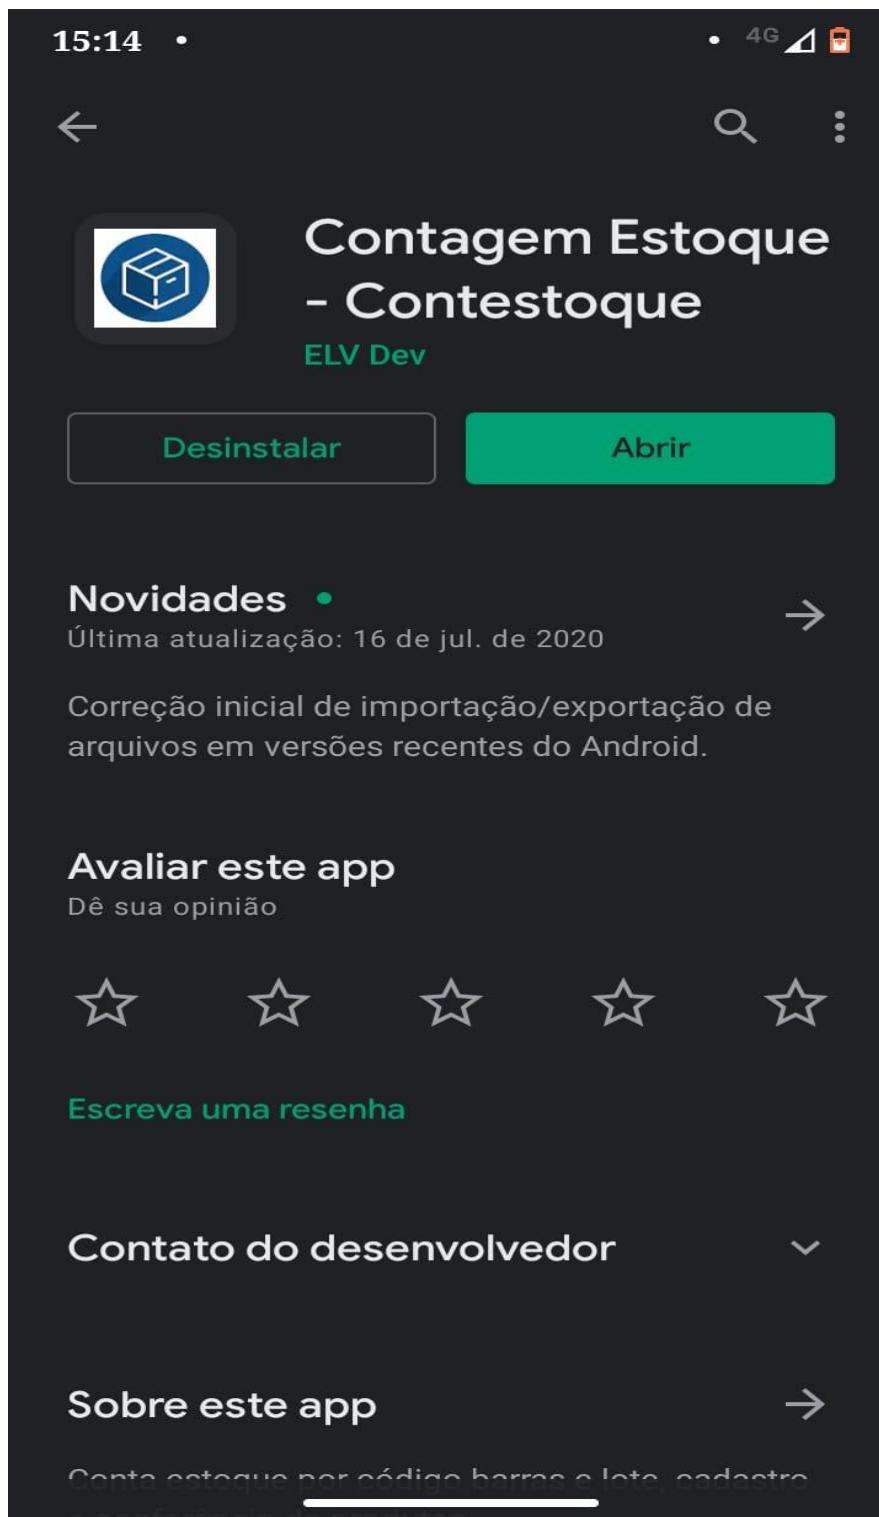 15:14
4G
Contagem Estoque
- Contestoque
ELV Dev
Desinstalar
Abrir
Novidades
Última atualização: 16 de jul. de 2020
Correção inicial de importação/exportação de
arquivos em versões recentes do Android.
Avaliar este app
Dê sua opinião
Escreva uma resenha
Contato do desenvolvedor
Sobre este app
Conta estoque por código barras e lote, cadastro